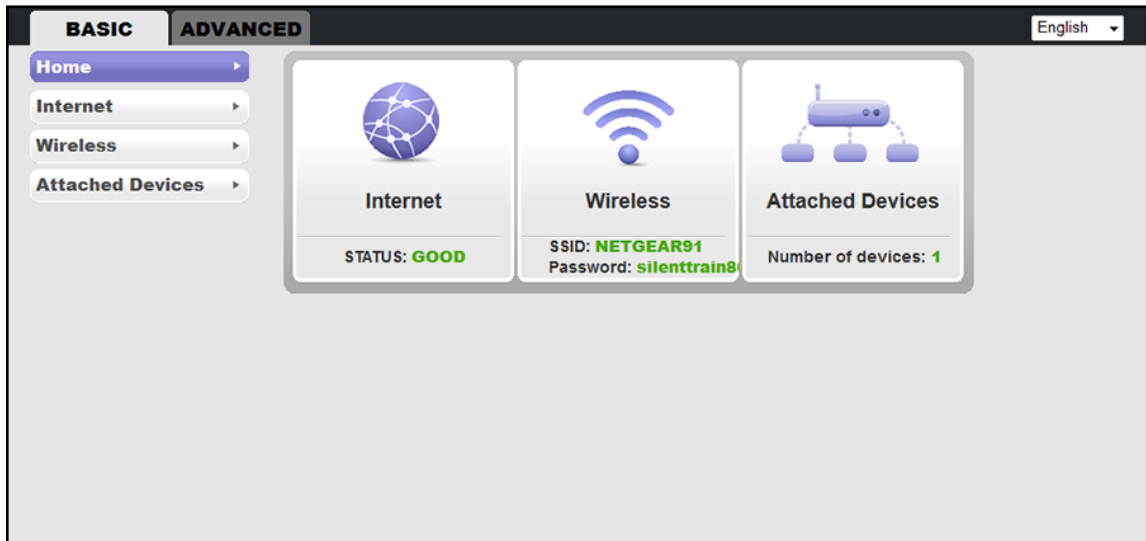 BASIC
ADVANCED
English
Home
Internet
Wireless
Attached Devices
Internet
STATUS: GOOD
Wireless
SSID: NETGEAR91
Password: silenttrain8
Attached Devices
Number of devices: 1